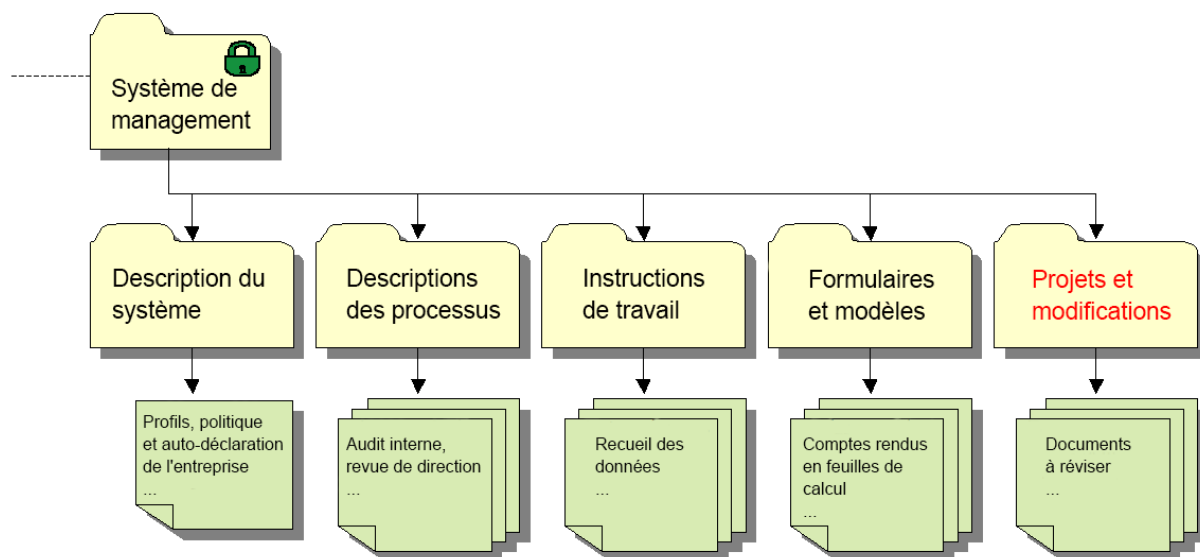 Système de
management
Description du
système
Descriptions
des processus
Instructions
de travail
Formulaires
et modèles
Projets et
modifications
Profils, politique
et auto-déclaration
de l'entreprise
...
Audit interne,
revue de direction
...
Recueil des
données
...
Comptes rendus
en feuilles de
calcul
...
Documents
à réviser
...